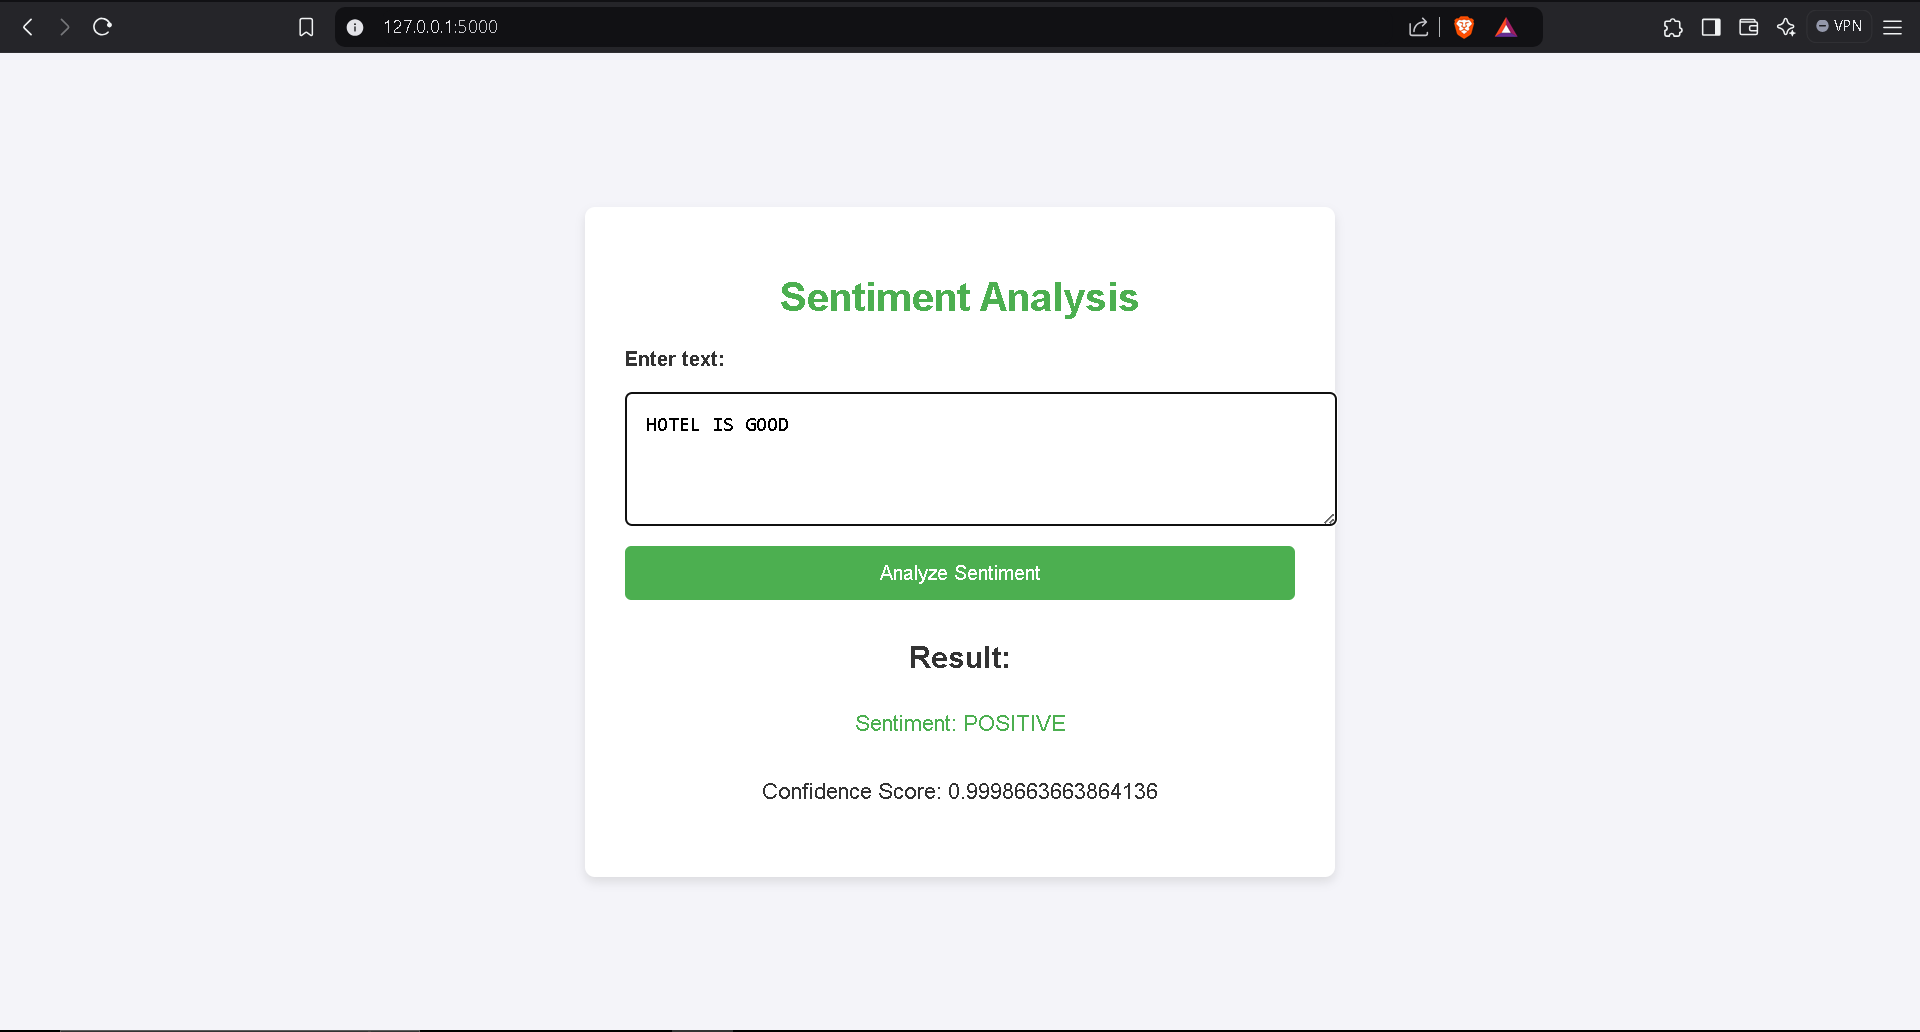 127.0.0.1:5000
VPN
Sentiment Analysis
Enter text:
HOTEL IS GOOD
Analyze Sentiment
Result:
Sentiment: POSITIVE
Confidence Score: 0.9998663663864136